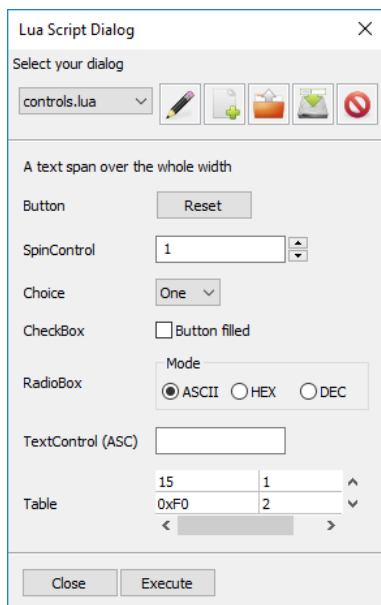 Lua Script Dialog
Select your dialog
controls.lua
A text span over the whole width
Button Reset
SpinControl 1
Choice One
CheckBox Button filled
Mode
RadioBox ASCII HEX DEC
TextControl (ASC)
15 1
Table 0xF0 2
Close Execute